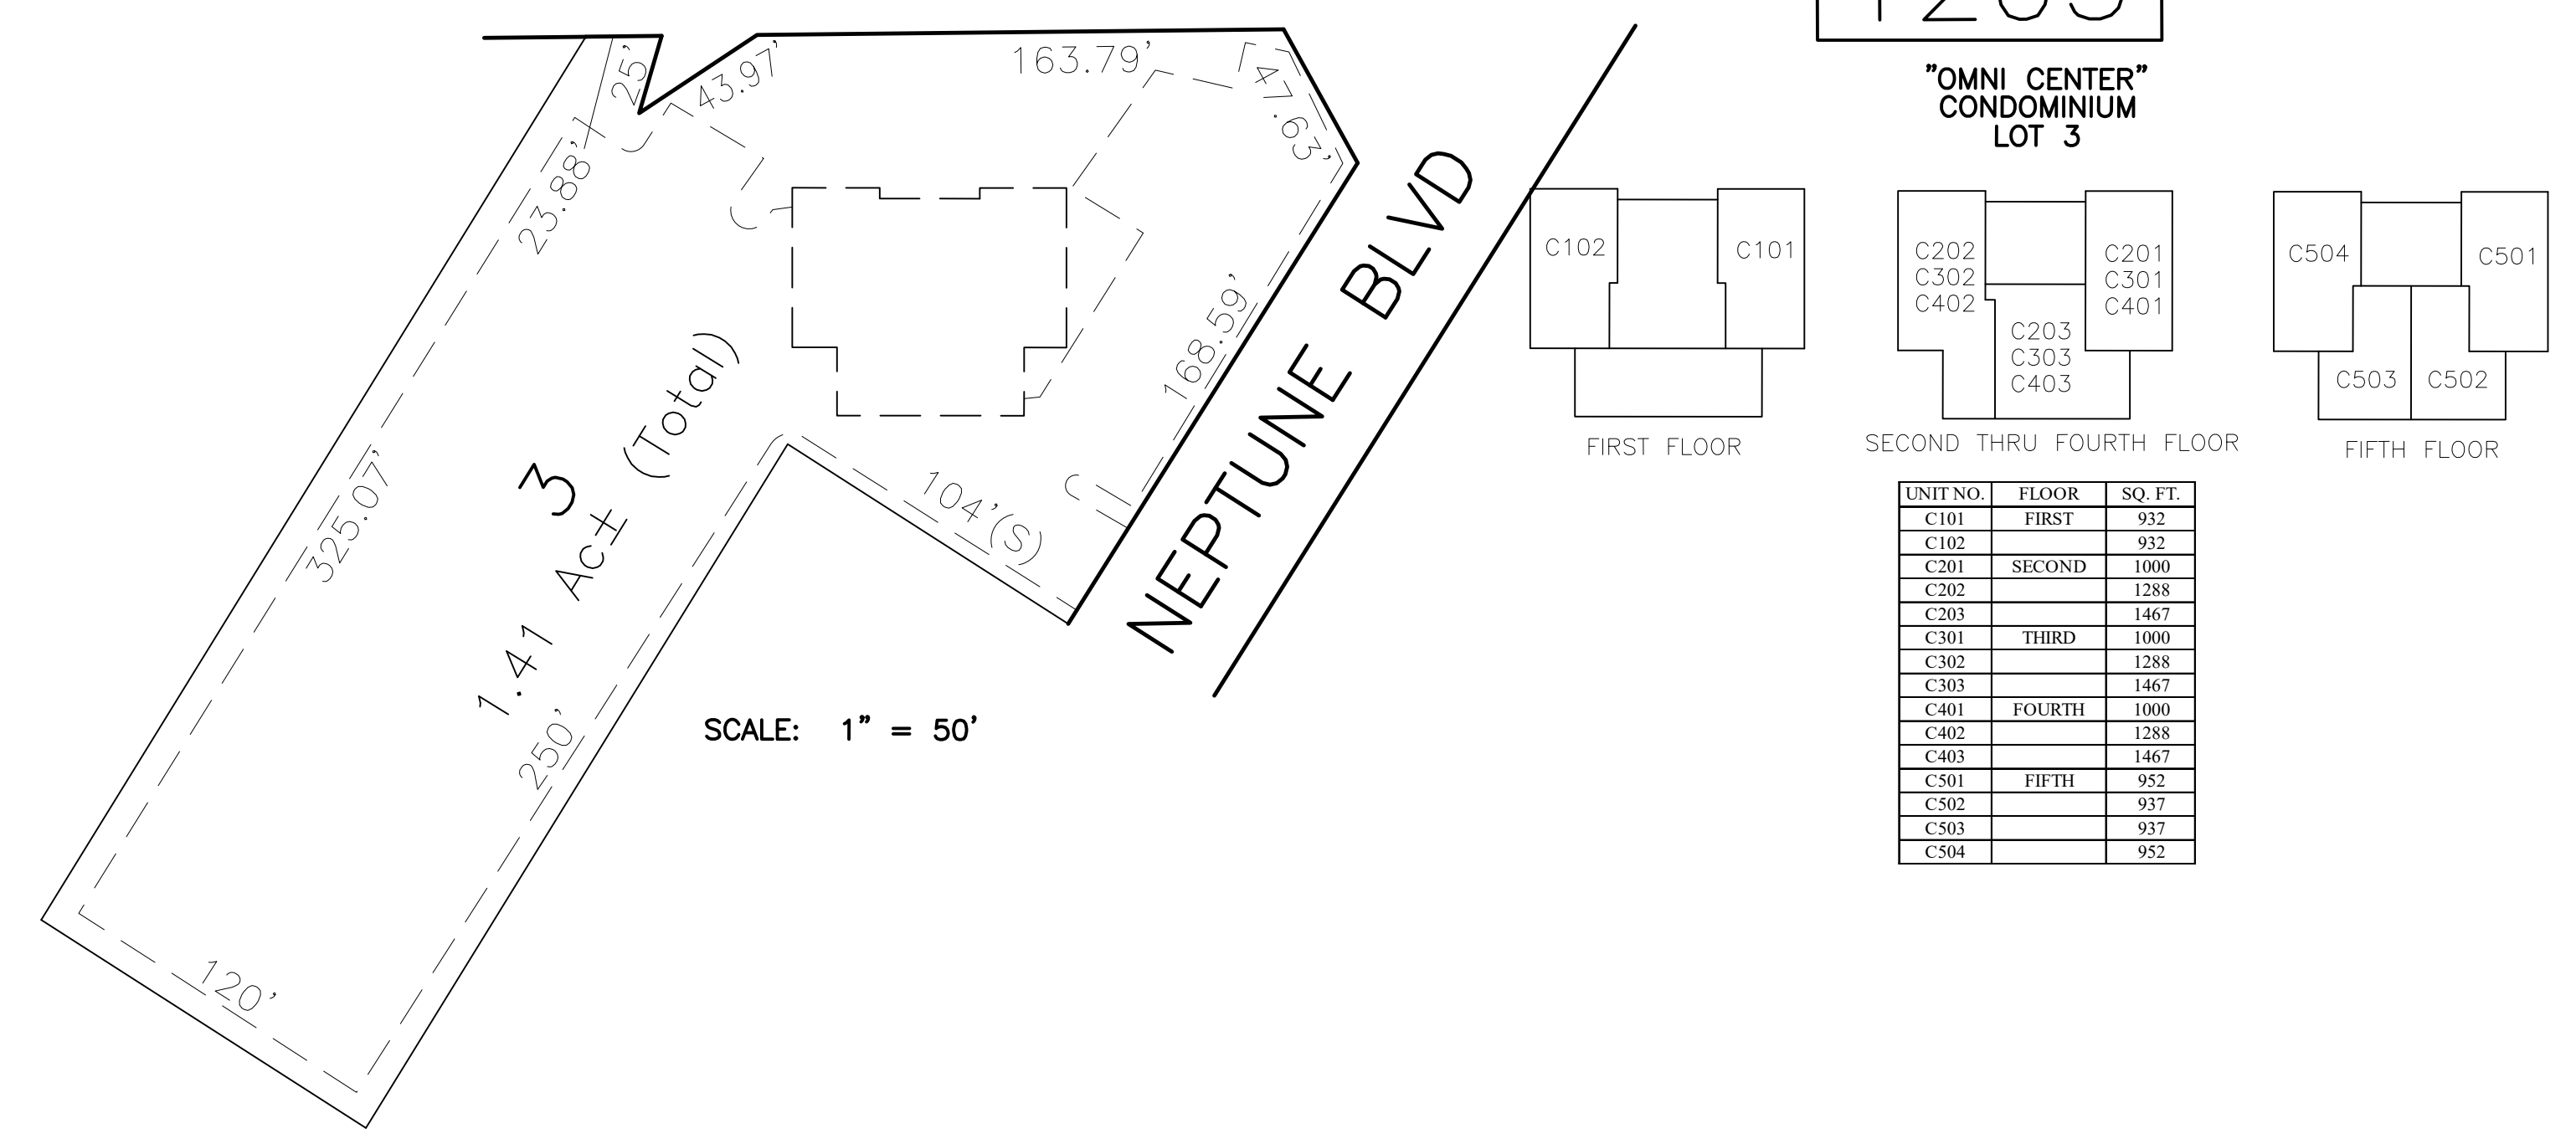 "OMNI CENTER"
CONDOMINIUM
LOT 3
25'
43.97'
163.79'
47.63'
23.88'
168.59'
325.07'
3
1.41 Ac± (Total)
104'(S)
250'
120'
NEPTUNE BLVD
SCALE: 1" = 50'
C102
C101
FIRST FLOOR
C202
C302
C402
C201
C301
C401
C203
C303
C403
SECOND THRU FOURTH FLOOR
C504
C501
C503
C502
FIFTH FLOOR
UNIT NO. FLOOR SQ. FT.
C101 FIRST 932
C102 932
C201 SECOND 1000
C202 1288
C203 1467
C301 THIRD 1000
C302 1288
C303 1467
C401 FOURTH 1000
C402 1288
C403 1467
C501 FIFTH 952
C502 937
C503 937
C504 952